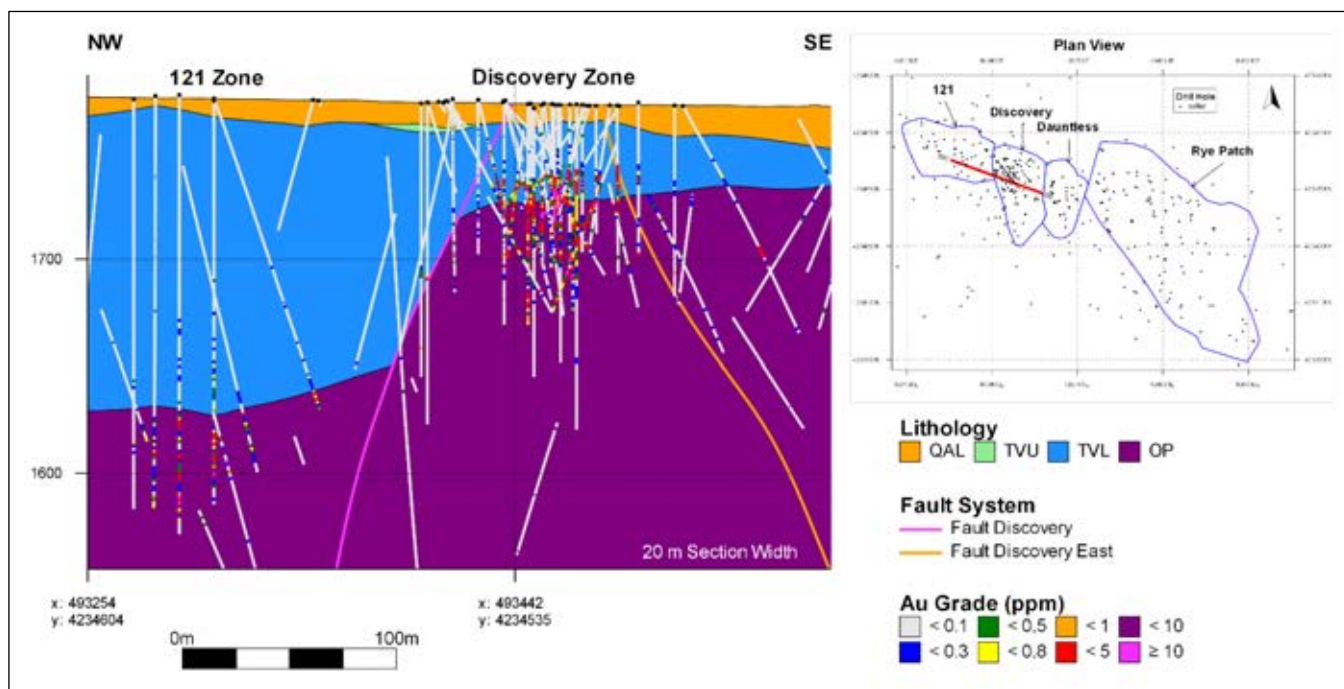 NW
SE
121 Zone
Discovery Zone
1700
1600
20 m Section Width
x: 493254
y: 4234604
x: 493442
y: 4234535
0m
100m
Plan View
121
Discovery
Dauntless
Rye Patch
Drill Hole
collar
Lithology
QAL
TVU
TVL
OP
Fault System
Fault Discovery
Fault Discovery East
Au Grade (ppm)
< 0.1
< 0.5
< 1
< 10
< 0.3
< 0.8
< 5
≥ 10